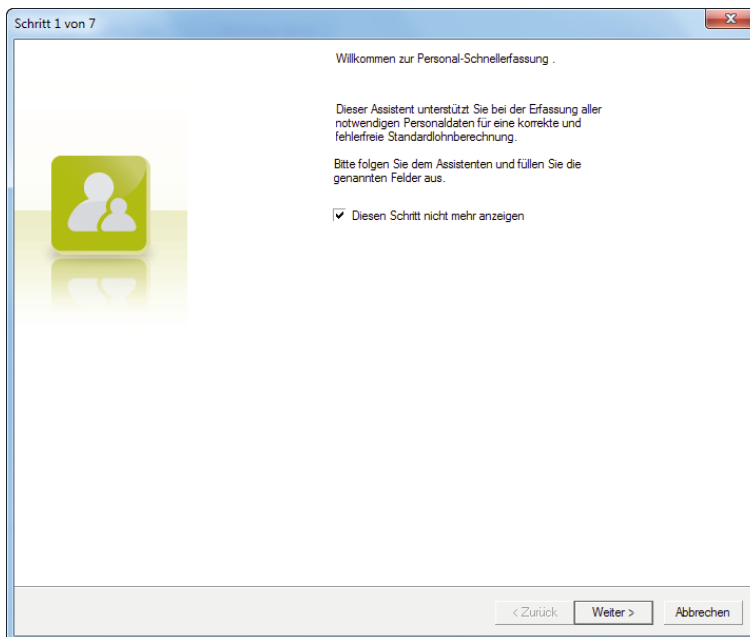 Schritt 1 von 7
Willkommen zur Personal-Schnellerfassung .
Dieser Assistent unterstützt Sie bei der Erfassung aller
notwendigen Personaldaten für eine korrekte und
fehlerfreie Standardlohnberechnung.
Bitte folgen Sie dem Assistenten und füllen Sie die
genannten Felder aus.
Diesen Schritt nicht mehr anzeigen
< Zurück Weiter > Abbrechen